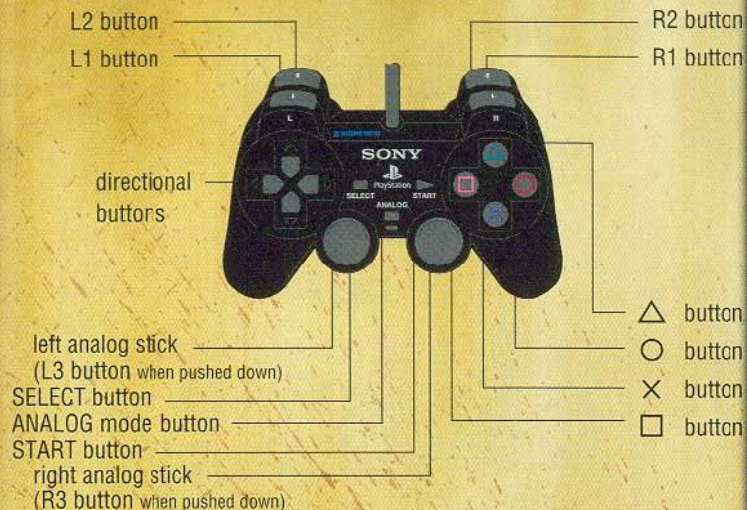 L2 button
R2 button
L1 button
R1 button
L
R
SONY
PlayStation
SELECT
START
ANALOG
directional
buttons
△ button
left analog stick
(L3 button when pushed down)
○ button
SELECT button
✕ button
ANALOG mode button
□ button
START button
right analog stick
(R3 button when pushed down)